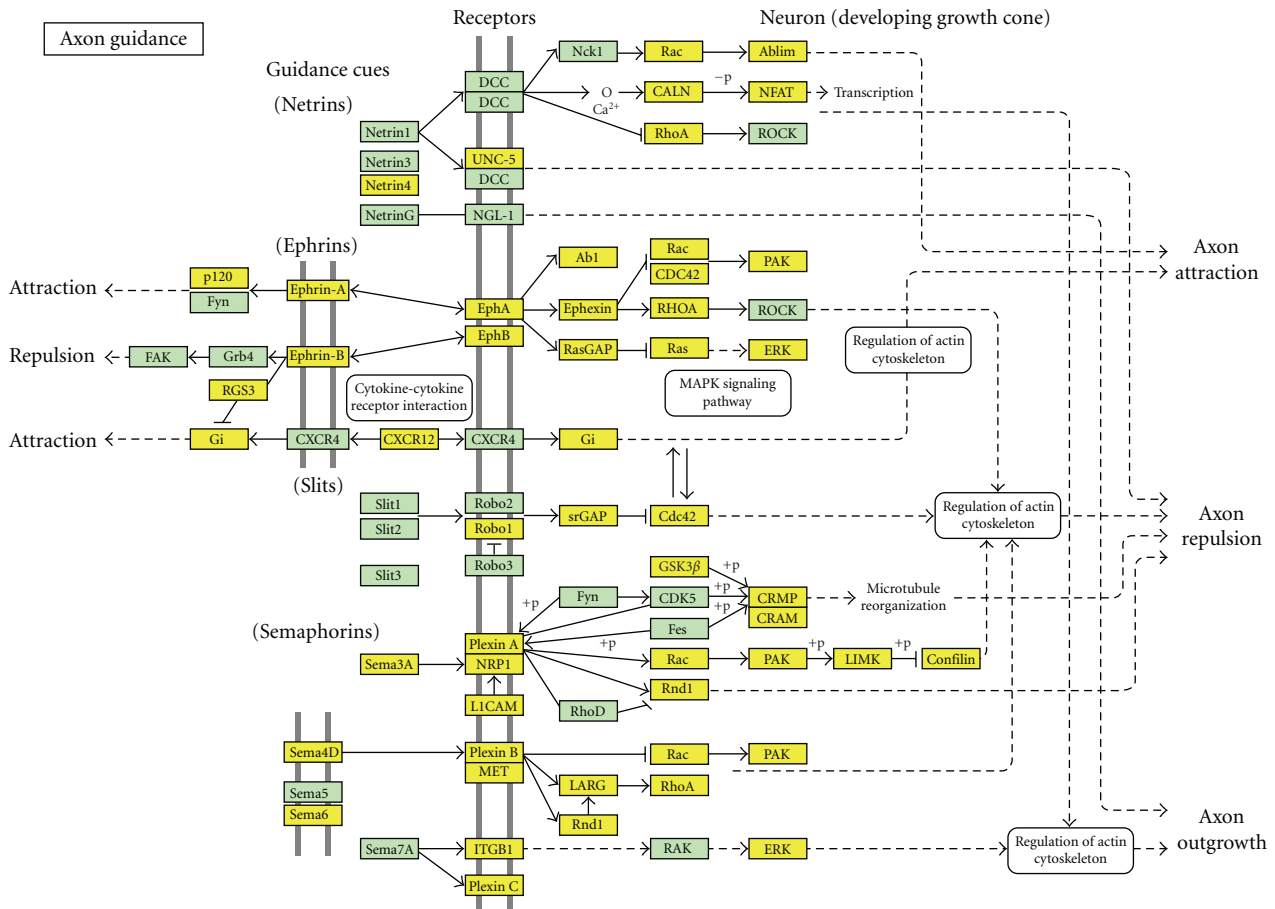 Receptors
Neuron (developing growth cone)
Axon guidance
Guidance cues
(Netrins)
DCC
DCC
Nck1
Rac
Ablim
O
Ca2+
CALN
−p
NFAT
Transcription
Netrin1
RhoA
ROCK
Netrin3
Netrin4
UNC-5
DCC
NetrinG
NGL-1
(Ephrins)
Ab1
Rac
CDC42
PAK
Axon
attraction
Attraction
p120
Fyn
Ephrin-A
EphA
Ephexin
RHOA
ROCK
EphB
Regulation of actin
cytoskeleton
Repulsion
FAK
Grb4
Ephrin-B
RasGAP
Ras
ERK
RGS3
Cytokine-cytokine
receptor interaction
MAPK signaling
pathway
Attraction
Gi
CXCR4
CXCR12
CXCR4
Gi
(Slits)
Slit1
Slit2
Robo2
Robo1
srGAP
Cdc42
Regulation of actin
cytoskeleton
Axon
repulsion
Slit3
Robo3
GSK3β
+p
Fyn
CDK5
+p
CRMP
CRAM
Microtubule
reorganization
+p
+p
Fes
(Semaphorins)
Plexin A
NRP1
+p
Sema3A
Rac
PAK
+p
LIMK
+p
Confilin
Rnd1
L1CAM
RhoD
Sema4D
Plexin B
MET
Rac
PAK
Sema5
Sema6
LARG
RhoA
Rnd1
Axon
outgrowth
Sema7A
ITGB1
RAK
ERK
Regulation of actin
cytoskeleton
Plexin C